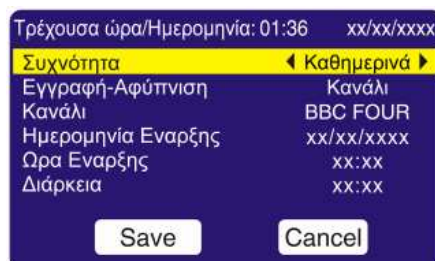 Τρέχουσα ώρα/Ημερομηνία: 01:36 xx/xx/xxxx
Συχνότητα Καθημερινά
Εγγραφή-Αφύπνιση Κανάλι
Κανάλι BBC FOUR
Ημερομηνία Εναρξης xx/xx/xxxx
Ωρα Εναρξης xx:xx
Διάρκεια xx:xx
Save Cancel